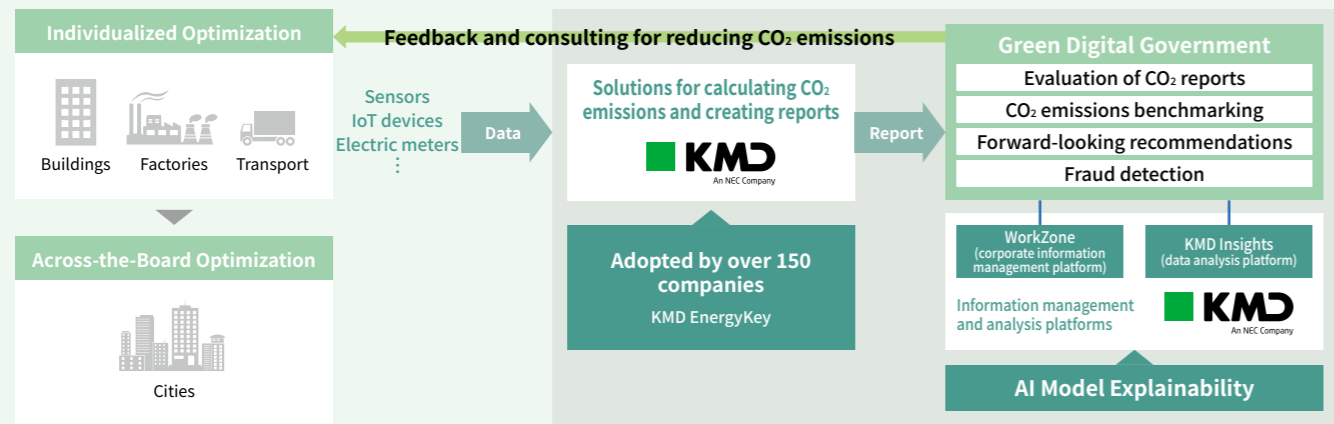 Individualized Optimization
Buildings
Factories
Transport
Across-the-Board Optimization
Cities
Feedback and consulting for reducing CO₂ emissions
Sensors
IoT devices
Electric meters
⋮
Data
Solutions for calculating CO₂
emissions and creating reports
KMD
An NEC Company
Adopted by over 150
companies
KMD EnergyKey
Report
Green Digital Government
Evaluation of CO₂ reports
CO₂ emissions benchmarking
Forward-looking recommendations
Fraud detection
WorkZone
(corporate information
management platform)
KMD Insights
(data analysis platform)
Information management
and analysis platforms
KMD
An NEC Company
AI Model Explainability